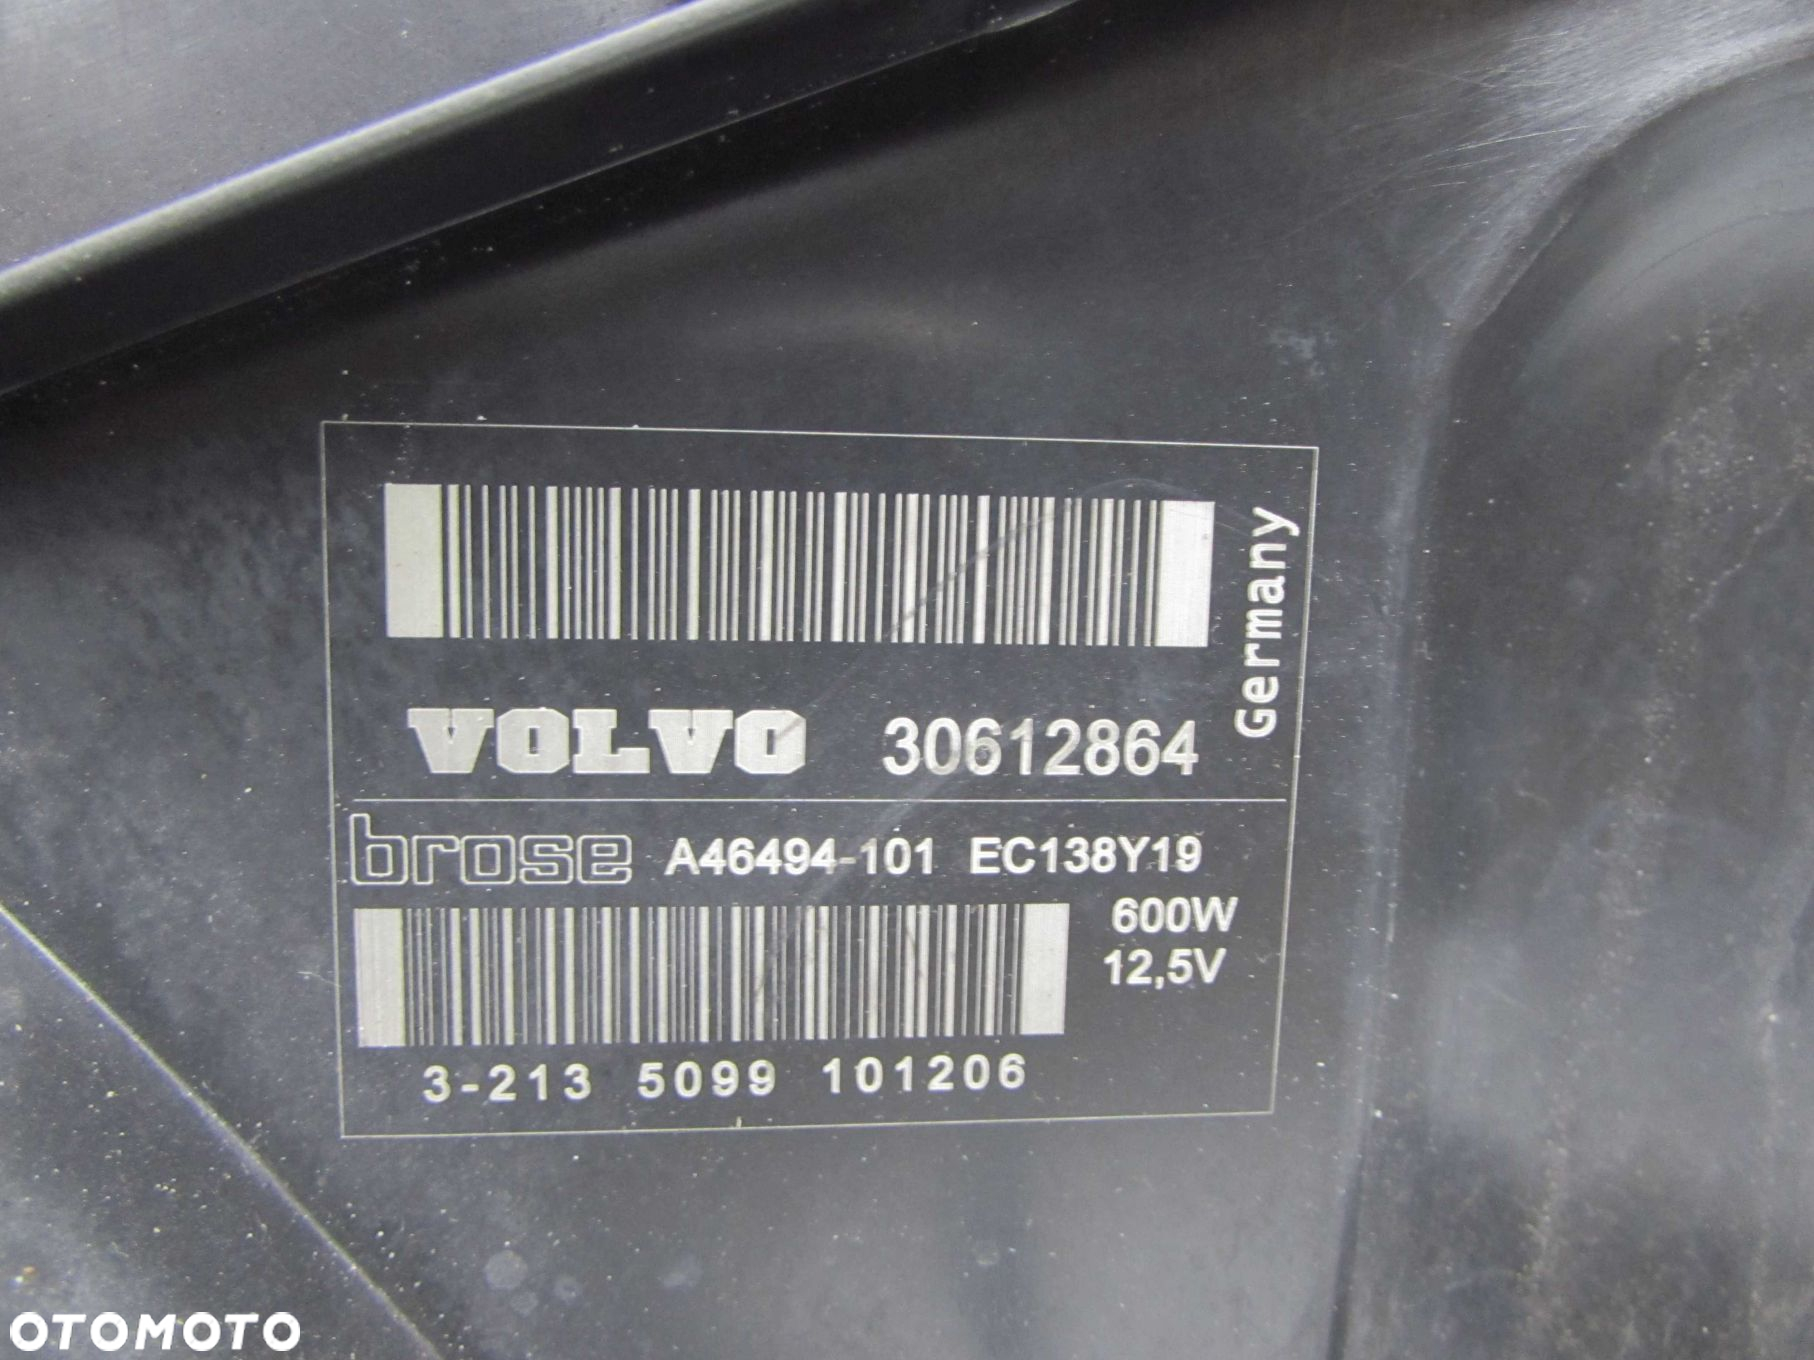 Germany
VOLVO 30612864
brose A46494-101 EC138Y19
600W
12,5V
3-213 5099 101206
OTOMOTO